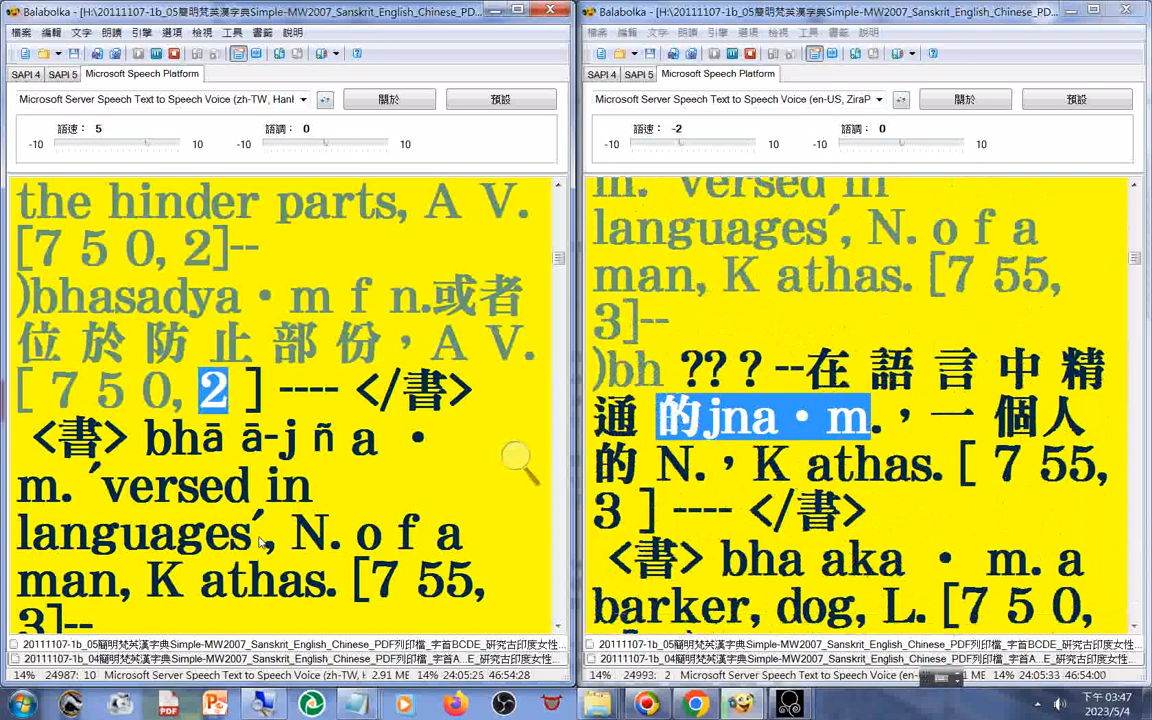 Balabolka - [H:\20111107-1b_05簡明梵英漢字典Simple-MW2007_Sanskrit_English_Chinese_PD...
檔案 編輯 文字 朗讀 引擎 選項 檢視 工具 書籤 說明
SAPI 4 SAPI 5 Microsoft Speech Platform
Microsoft Server Speech Text to Speech Voice (zh-TW, Hanl
關於
預設
語速： 5
語調： 0
-10 10 -10 10
the hinder parts, A V.
[7 5 0, 2]--
)bhasadya • m f n.或者
位 於 防 止 部 份，A V.
[ 7 5 0, 2 ] ---- </書>
<書> bhā ā-j ñ a •
m. ´versed in
languages´, N. o f a
man, K athas. [7 55,
3]--
20111107-1b_05簡明梵英漢字典Simple-MW2007_Sanskrit_English_Chinese_PDF列印檔_字首BCDE_研究古印度女性...
20111107-1b_04簡明梵英漢字典Simple-MW2007_Sanskrit_English_Chinese_PDF列印檔_字首A...E_研究古印度女性...
14% 24987: 10 Microsoft Server Speech Text to Speech Voice (zh-TW, H... 2.91 MB 14% 24:05:25 46:54:28
Balabolka - [H:\20111107-1b_05簡明梵英漢字典Simple-MW2007_Sanskrit_English_Chinese_PD...
檔案 編輯 文字 朗讀 引擎 選項 檢視 工具 書籤 說明
SAPI 4 SAPI 5 Microsoft Speech Platform
Microsoft Server Speech Text to Speech Voice (en-US, ZiraP
關於
預設
語速： -2
語調： 0
-10 10 -10 10
m. ´versed in
languages´, N. o f a
man, K athas. [7 55,
3]--
)bh ?? ? --在 語 言 中 精
通 的jna • m.，一 個人
的 N.，K athas. [ 7 55,
3 ] ---- </書>
<書> bha aka • m. a
barker, dog, L. [7 5 0,
20111107-1b_05簡明梵英漢字典Simple-MW2007_Sanskrit_English_Chinese_PDF列印檔_字首BCDE_研究古印度女性...
20111107-1b_04簡明梵英漢字典Simple-MW2007_Sanskrit_English_Chinese_PDF列印檔_字首A...E_研究古印度女性...
14% 24993: 2 Microsoft Server Speech Text to Speech Voice (en-US, MB 14% 24:05:33 46:54:00
下午 03:47
2023/5/4